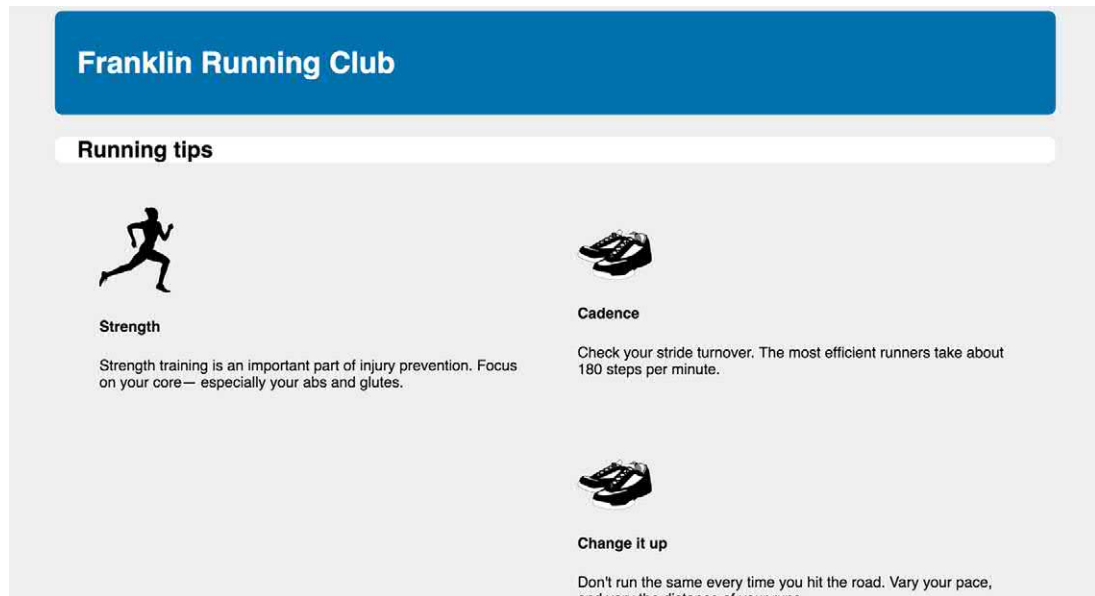 Franklin Running Club
Running tips
Strength
Strength training is an important part of injury prevention. Focus
on your core— especially your abs and glutes.
Cadence
Check your stride turnover. The most efficient runners take about
180 steps per minute.
Change it up
Don't run the same every time you hit the road. Vary your pace,